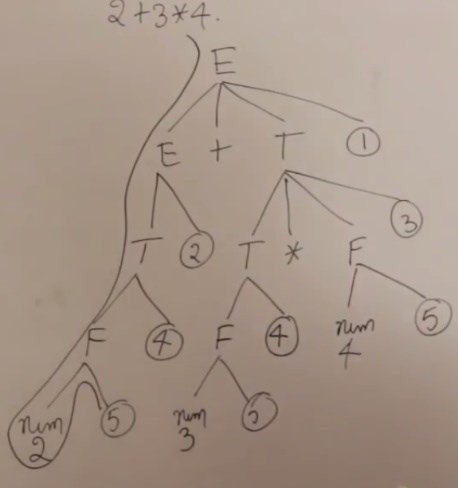 2+3*4.
E
E + T ①
T ② T * F ③
F ④ F ④ num 4 ⑤
num 2 ⑤ num 3 ⑤